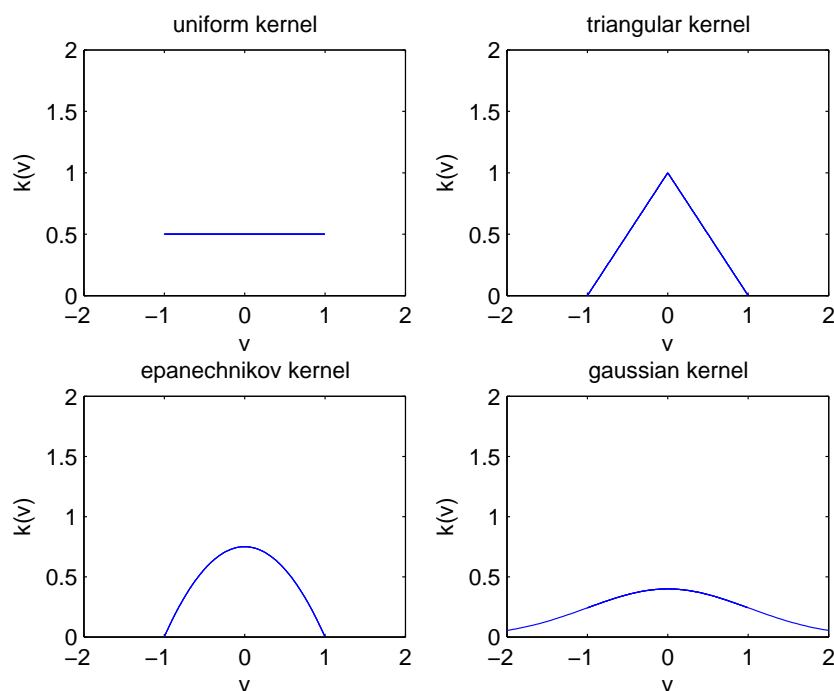 uniform kernel
2
1.5
1
0.5
0
k(v)
−2 −1 0 1 2
v
triangular kernel
2
1.5
1
0.5
0
k(v)
−2 −1 0 1 2
v
epanechnikov kernel
2
1.5
1
0.5
0
k(v)
−2 −1 0 1 2
v
gaussian kernel
2
1.5
1
0.5
0
k(v)
−2 −1 0 1 2
v